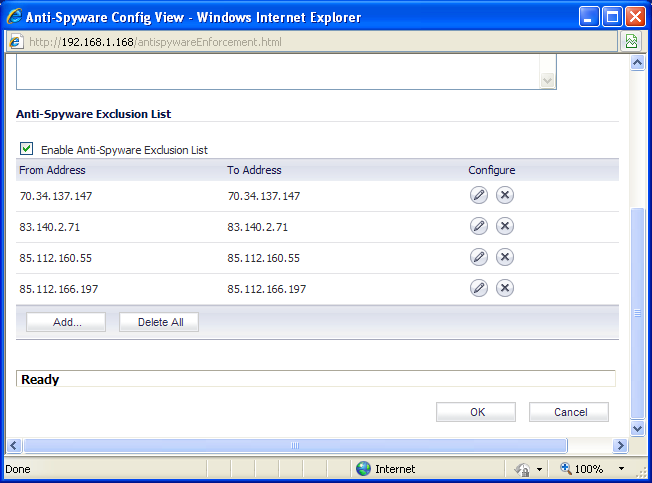 Anti-Spyware Config View - Windows Internet Explorer
http://192.168.1.168/antispywareEnforcement.html
Anti-Spyware Exclusion List
Enable Anti-Spyware Exclusion List
From Address To Address Configure
70.34.137.147 70.34.137.147
83.140.2.71 83.140.2.71
85.112.160.55 85.112.160.55
85.112.166.197 85.112.166.197
Add... Delete All
Ready
OK Cancel
Done Internet 100%